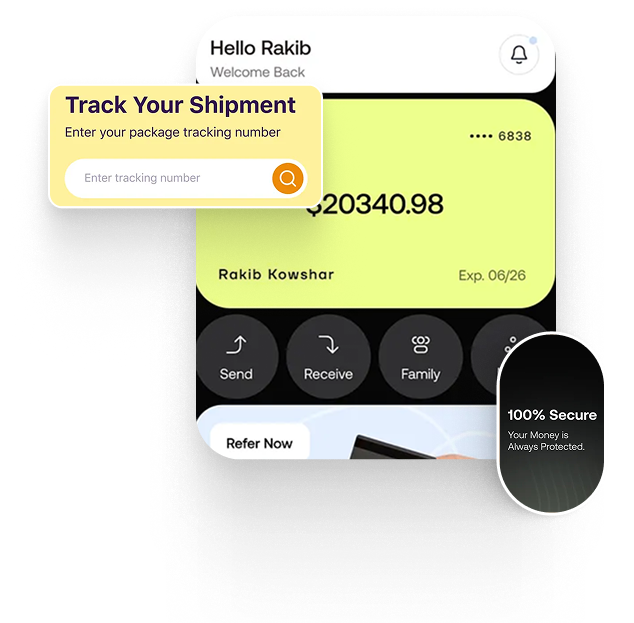 Hello Rakib
Welcome Back
Track Your Shipment
Enter your package tracking number
Enter tracking number
•••• 6838
$20340.98
Rakib Kowshar
Exp. 06/26
Send
Receive
Family
100% Secure
Your Money is
Always Protected.
Refer Now